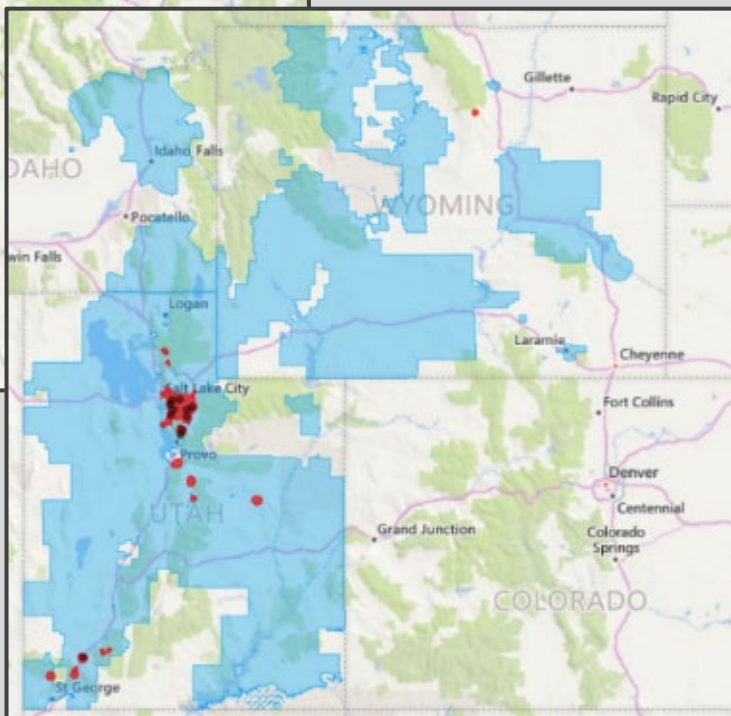 Gillette
Rapid City
DAHO
Idaho Falls
WYOMING
Pocatello
win Falls
Logan
Laramie
Cheyenne
Salt Lake City
Fort Collins
Provo
Denver
UTAH
Centennial
Grand Junction
Colorado
Springs
COLORADO
St George